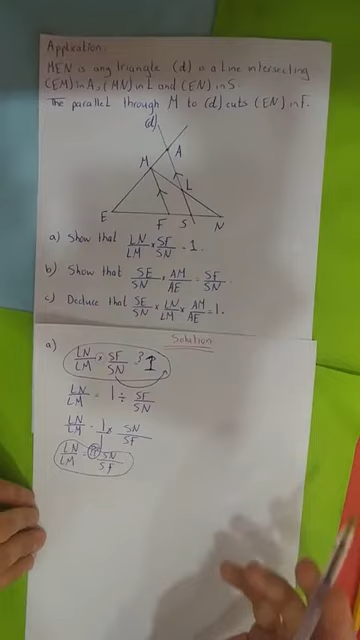 Application:
MEN is any triangle (d) is a line intersecting
(EM) in A, (MN) in L and (EN) in S.
The parallel through M to (d) cuts (EN) in F.
(d)
A
M
L
E F S N
a) Show that LN/LM × SF/SN = 1.
b) Show that SE/SN × AM/AE = SF/SN.
c) Deduce that SE/SN × LN/LM × AM/AE = 1.
Solution
a)
LN/LM × SF/SN ? 1
LN/LM = 1 ÷ SF/SN
LN/LM = 1/1 × SN/SF
LN/LM = SN/SF